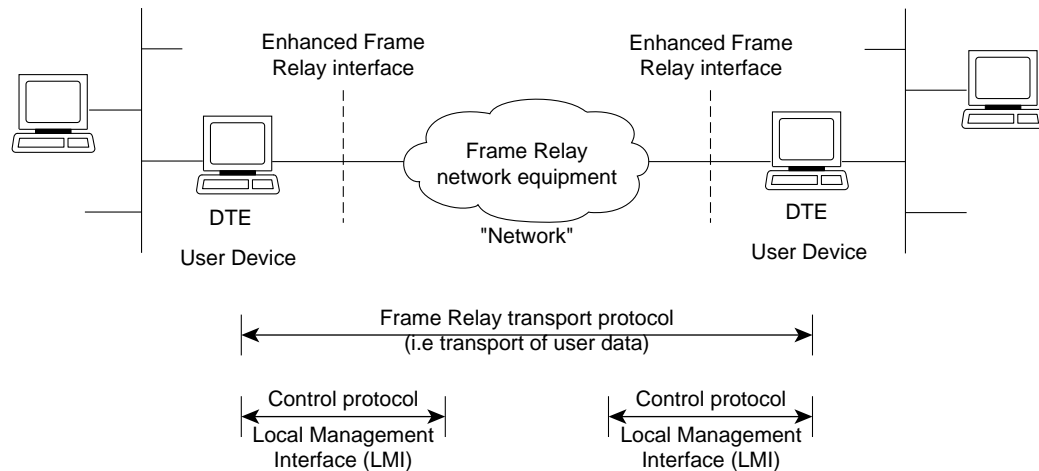 Enhanced Frame
Relay interface
Enhanced Frame
Relay interface
Frame Relay
network equipment
"Network"
DTE
User Device
DTE
User Device
Frame Relay transport protocol
(i.e transport of user data)
Control protocol
Local Management
Interface (LMI)
Control protocol
Local Management
Interface (LMI)